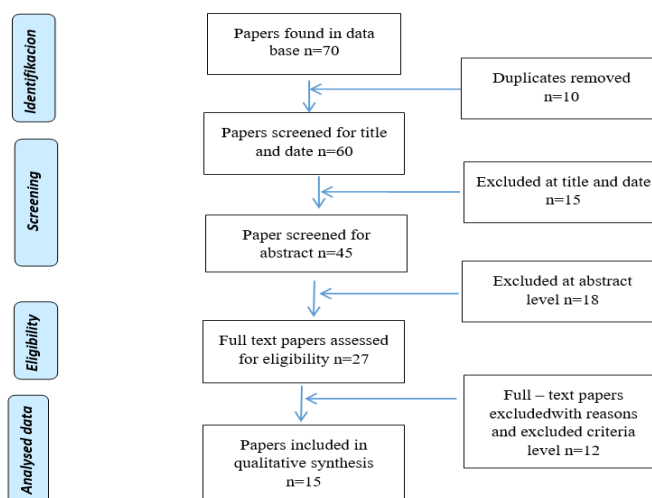 Identifikacion
Papers found in data
base n=70
Duplicates removed
n=10
Papers screened for title
and date n=60
Screening
Excluded at title and date
n=15
Paper screened for
abstract n=45
Excluded at abstract
level n=18
Eligibility
Full text papers assessed
for eligibility n=27
Full – text papers
excludedwith reasons
and excluded criteria
level n=12
Analysed data
Papers included in
qualitative synthesis
n=15